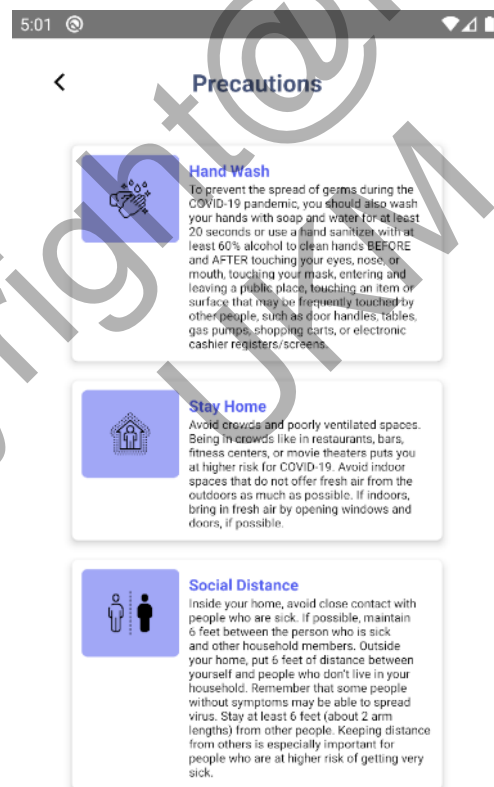 5:01
Precautions
Hand Wash
To prevent the spread of germs during the
COVID-19 pandemic, you should also wash
your hands with soap and water for at least
20 seconds or use a hand sanitizer with at
least 60% alcohol to clean hands BEFORE
and AFTER touching your eyes, nose, or
mouth, touching your mask, entering and
leaving a public place, touching an item or
surface that may be frequently touched by
other people, such as door handles, tables,
gas pumps, shopping carts, or electronic
cashier registers/screens.
Stay Home
Avoid crowds and poorly ventilated spaces.
Being in crowds like in restaurants, bars,
fitness centers, or movie theaters puts you
at higher risk for COVID-19. Avoid indoor
spaces that do not offer fresh air from the
outdoors as much as possible. If indoors,
bring in fresh air by opening windows and
doors, if possible.
Social Distance
Inside your home, avoid close contact with
people who are sick. If possible, maintain
6 feet between the person who is sick
and other household members. Outside
your home, put 6 feet of distance between
yourself and people who don't live in your
household. Remember that some people
without symptoms may be able to spread
virus. Stay at least 6 feet (about 2 arm
lengths) from other people. Keeping distance
from others is especially important for
people who are at higher risk of getting very
sick.